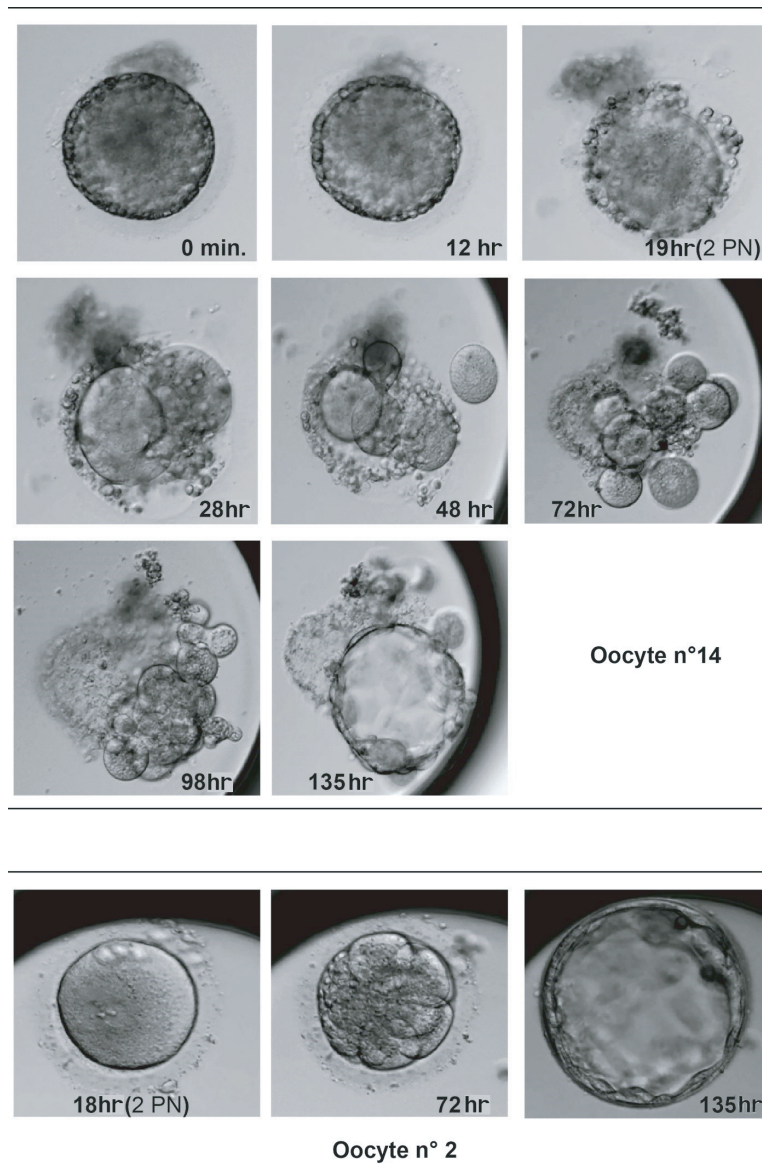 0 min.
12 hr
19hr(2 PN)
28hr
48 hr
72hr
98hr
135hr
Oocyte n°14
18hr(2 PN)
72hr
135hr
Oocyte n° 2